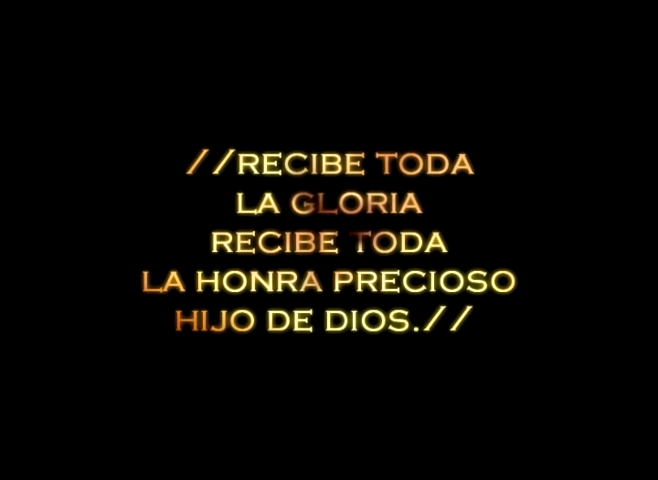 //RECIBE TODA
LA GLORIA
RECIBE TODA
LA HONRA PRECIOSO
HIJO DE DIOS.//